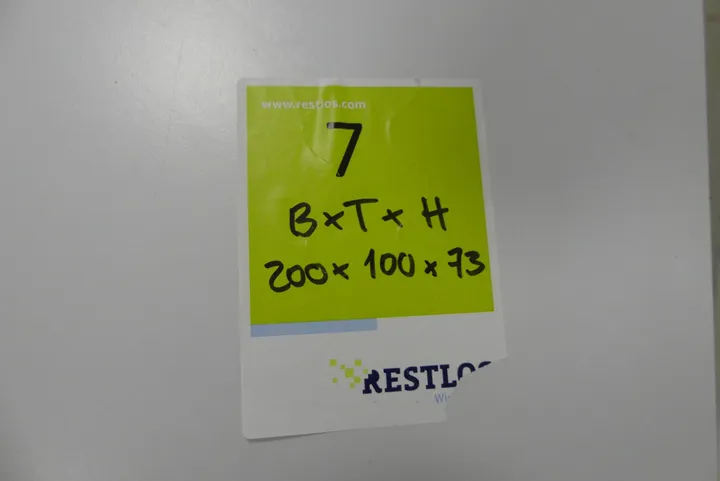 www.restlos.com
7
B x T x H
200 x 100 x 73
RESTLOS